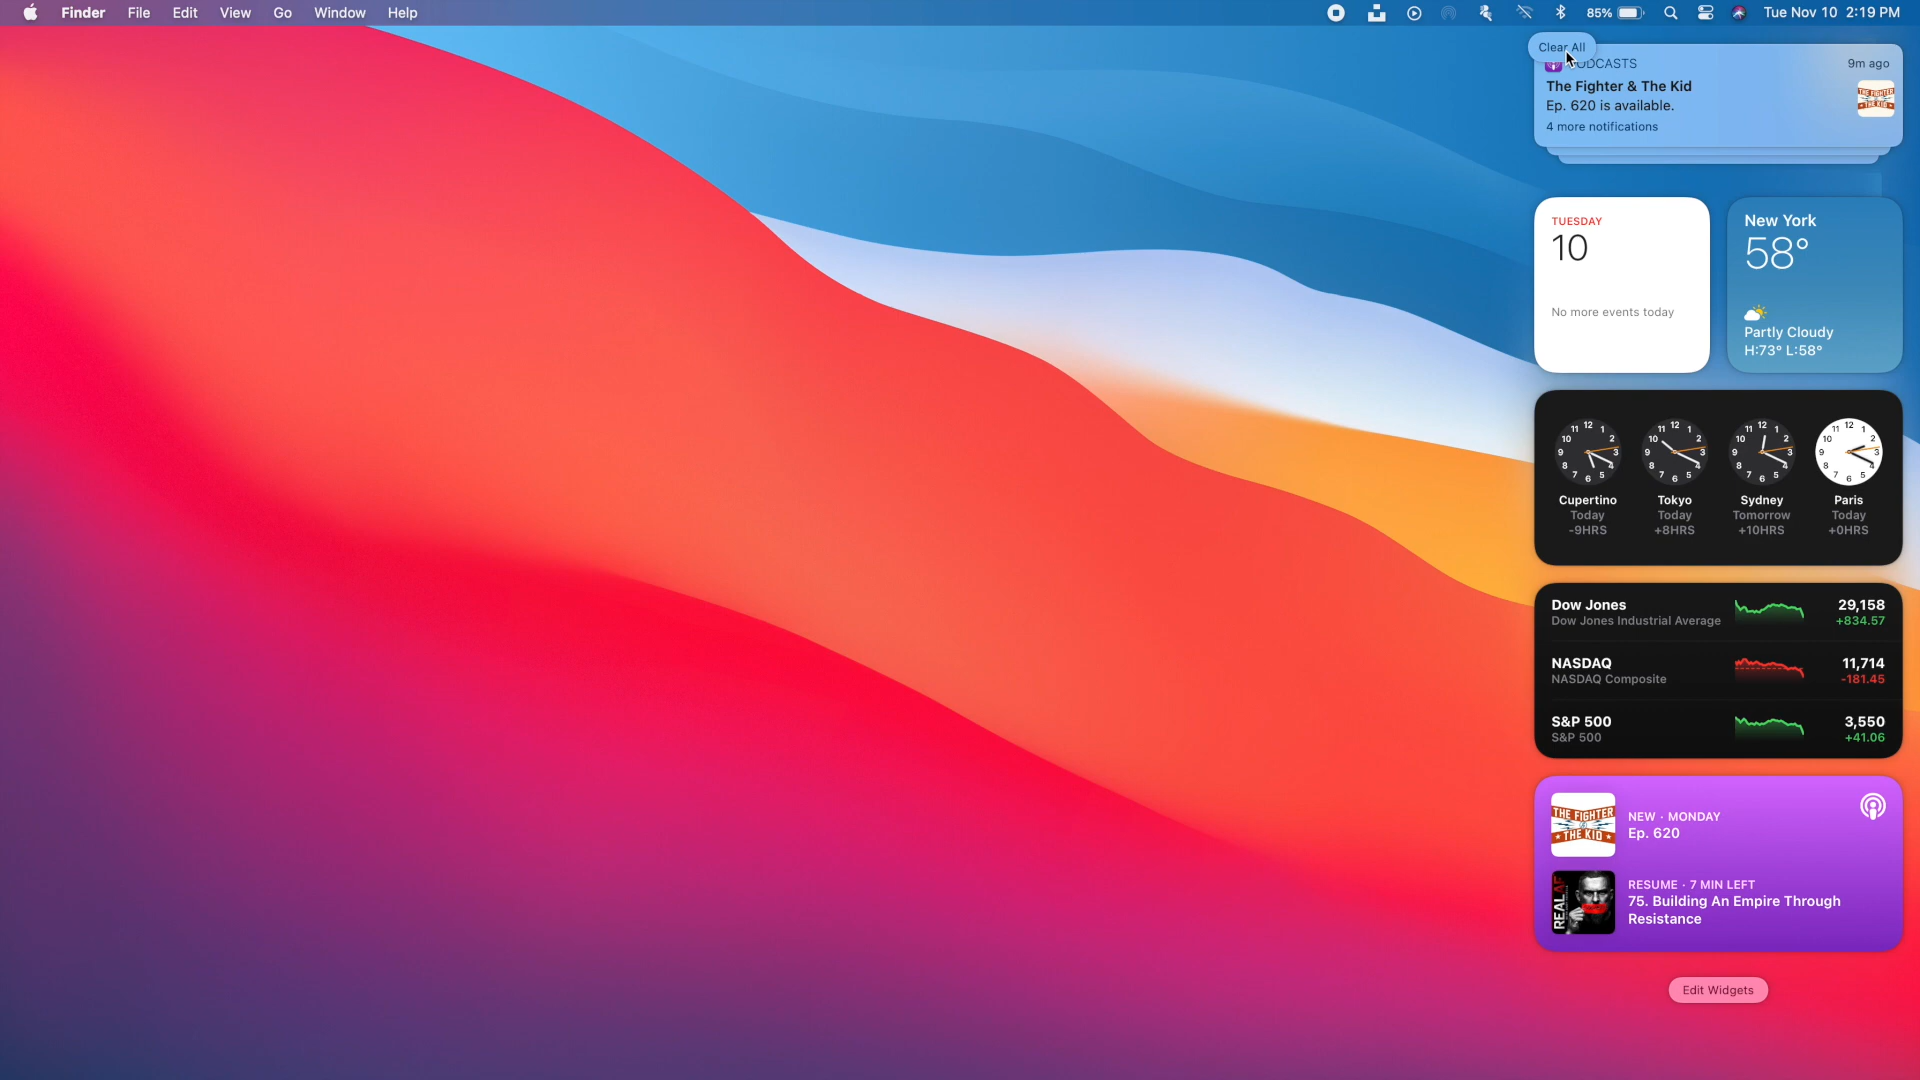 Finder File Edit View Go Window Help
85% Tue Nov 10 2:19 PM
Clear All
9m ago
The Fighter & The Kid
Ep. 620 is available.
4 more notifications
THE FIGHTER
THE KID
TUESDAY
10
No more events today
New York
58°
Partly Cloudy
H:73° L:58°
Cupertino
Today
-9HRS
Tokyo
Today
+8HRS
Sydney
Tomorrow
+10HRS
Paris
Today
+0HRS
Dow Jones
Dow Jones Industrial Average
29,158
+834.57
NASDAQ
NASDAQ Composite
11,714
-181.45
S&P 500
S&P 500
3,550
+41.06
THE FIGHTER
& THE KID
NEW · MONDAY
Ep. 620
REALAF
RESUME · 7 MIN LEFT
75. Building An Empire Through
Resistance
Edit Widgets